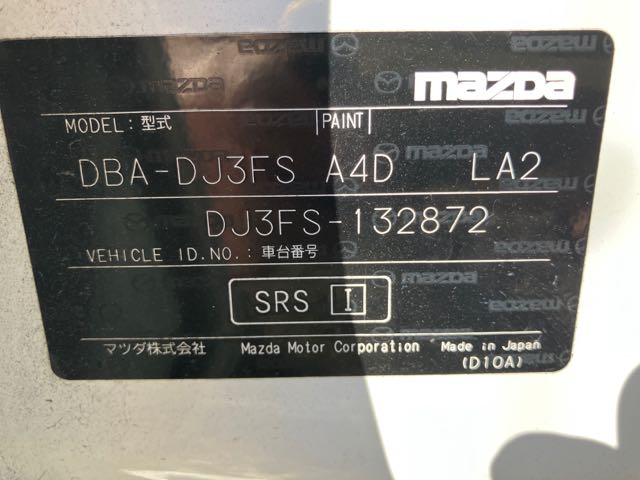 mazda
MODEL：型式 PAINT
DBA-DJ3FS A4D LA2
DJ3FS-132872
VEHICLE ID.NO.：車台番号
SRS I
マツダ株式会社 Mazda Motor Corporation Made in Japan
(D10A)